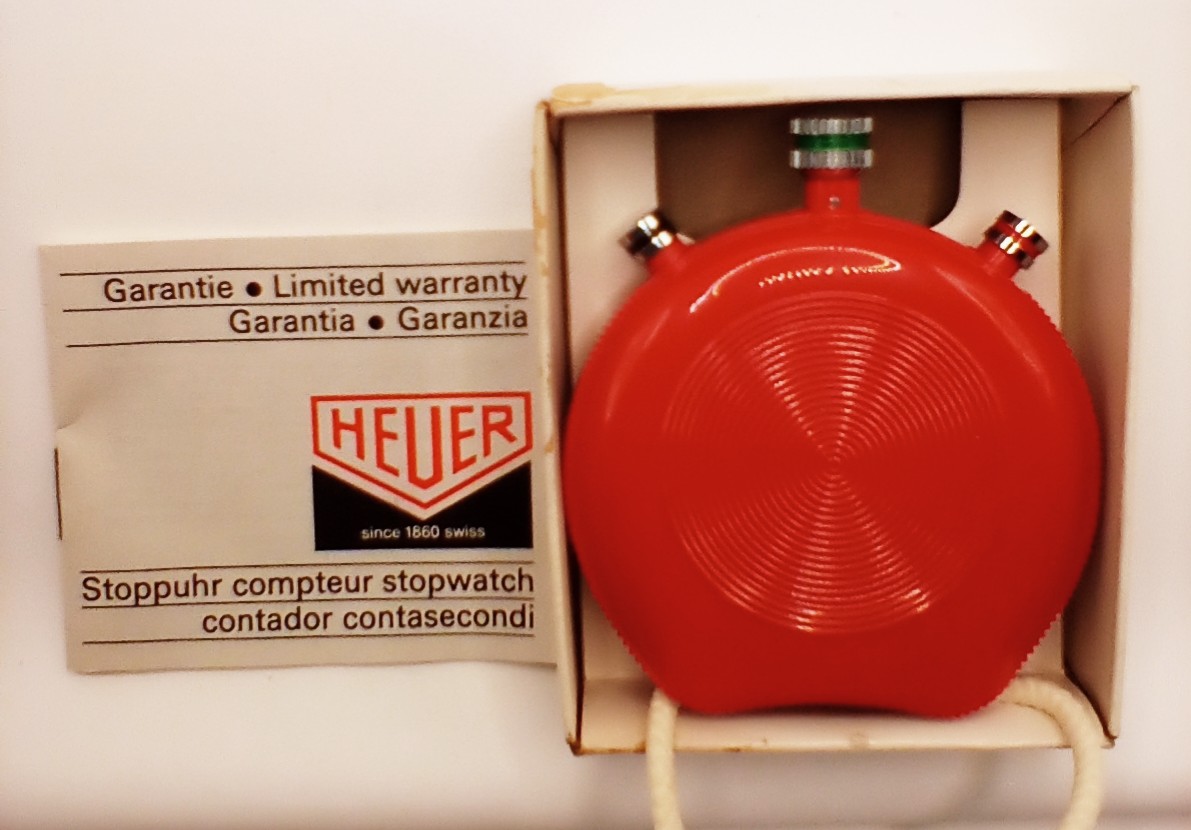 Garantie • Limited warranty
Garantia • Garanzia
HEUER
since 1860 swiss
Stoppuhr compteur stopwatch
contador contasecondi